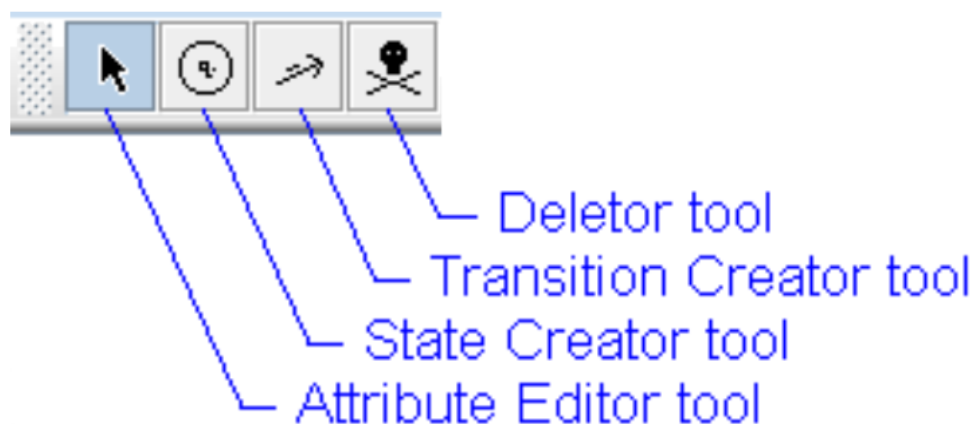 Deletor tool
Transition Creator tool
State Creator tool
Attribute Editor tool